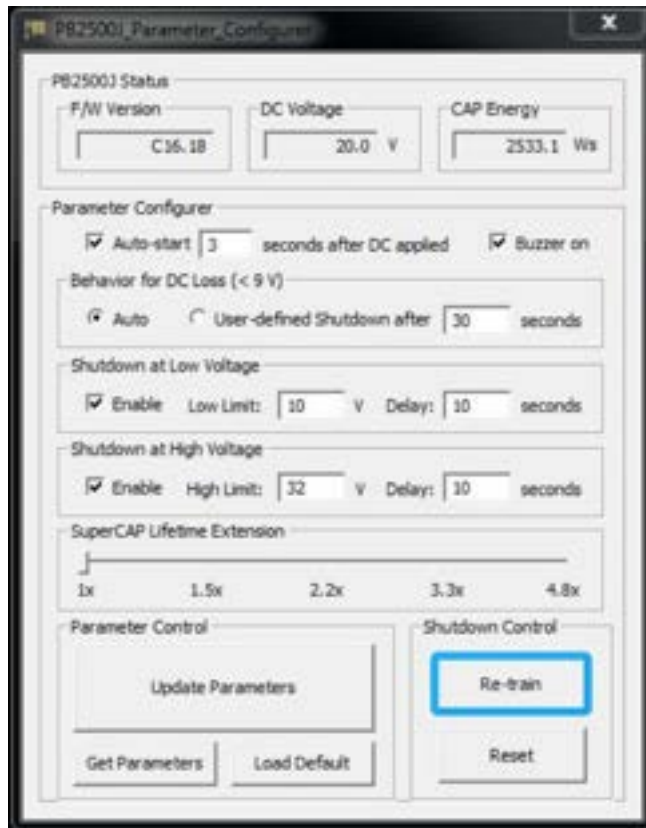 PB2500J_Parameter_Configurer
PB2500J Status
F/W Version DC Voltage CAP Energy
C16.18 20.0 V 2533.1 Ws
Parameter Configurer
Auto-start 3 seconds after DC applied Buzzer on
Behavior for DC Loss (< 9 V)
Auto User-defined Shutdown after 30 seconds
Shutdown at Low Voltage
Enable Low Limit: 10 V Delay: 10 seconds
Shutdown at High Voltage
Enable High Limit: 32 V Delay: 10 seconds
SuperCAP Lifetime Extension
1x 1.5x 2.2x 3.3x 4.8x
Parameter Control Shutdown Control
Update Parameters Re-train
Get Parameters Load Default Reset